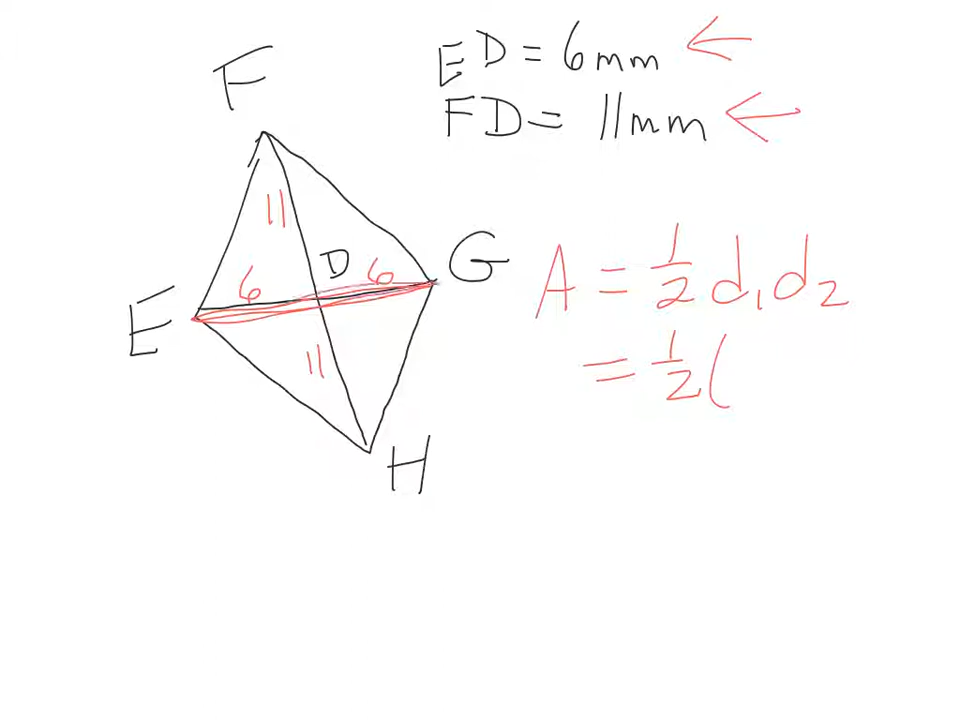 F
ED = 6mm
FD = 11mm
11
D
G
6
6
E
A = 1/2 d₁d₂
11
= 1/2 (
H